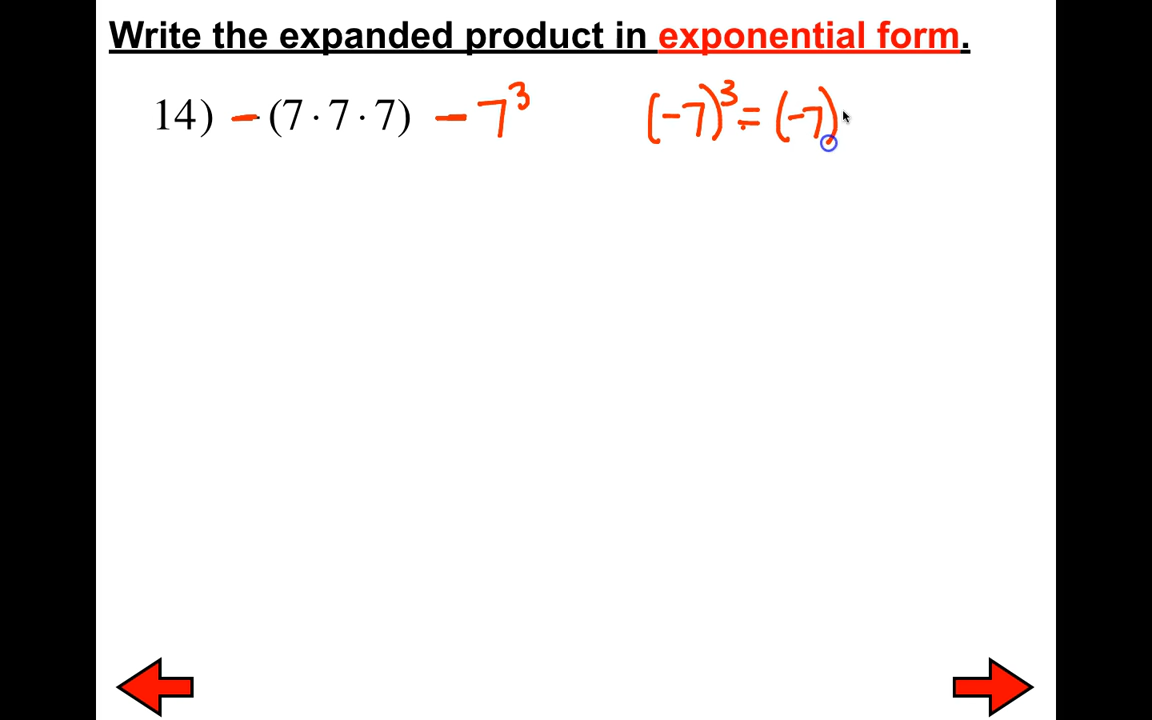 Write the expanded product in exponential form.
14) - (7 · 7 · 7) - 7³ (-7)³ = (-7)